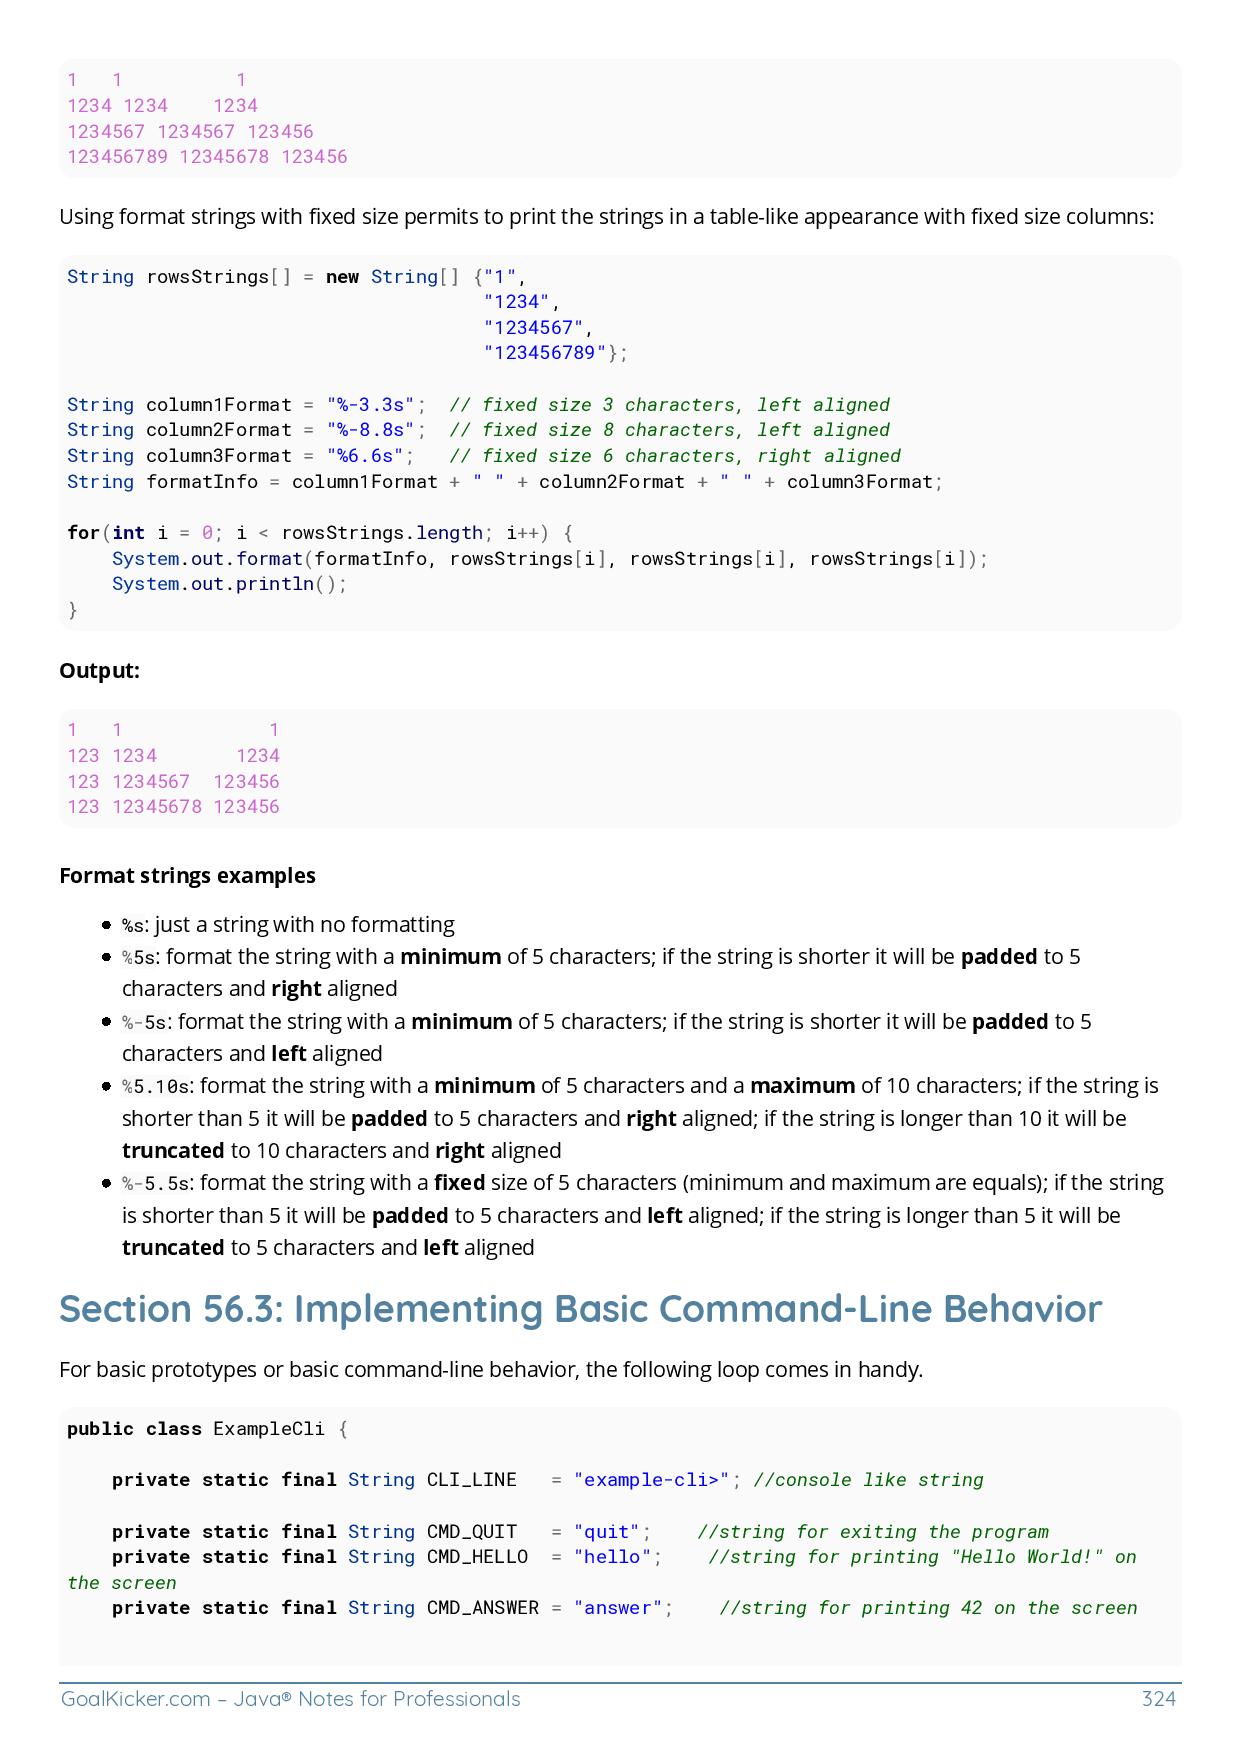 1   1          1
1234 1234    1234
1234567 1234567 123456
123456789 12345678 123456
Using format strings with fixed size permits to print the strings in a table-like appearance with fixed size columns:
String rowsStrings[] = new String[] {"1",
                                     "1234",
                                     "1234567",
                                     "123456789"};
String column1Format = "%-3.3s";  // fixed size 3 characters, left aligned
String column2Format = "%-8.8s";  // fixed size 8 characters, left aligned
String column3Format = "%6.6s";   // fixed size 6 characters, right aligned
String formatInfo = column1Format + " " + column2Format + " " + column3Format;
for(int i = 0; i < rowsStrings.length; i++) {
    System.out.format(formatInfo, rowsStrings[i], rowsStrings[i], rowsStrings[i]);
    System.out.println();
}
Output:
1   1             1
123 1234       1234
123 1234567  123456
123 12345678 123456
Format strings examples
● %s: just a string with no formatting
● %5s: format the string with a minimum of 5 characters; if the string is shorter it will be padded to 5
characters and right aligned
● %-5s: format the string with a minimum of 5 characters; if the string is shorter it will be padded to 5
characters and left aligned
● %5.10s: format the string with a minimum of 5 characters and a maximum of 10 characters; if the string is
shorter than 5 it will be padded to 5 characters and right aligned; if the string is longer than 10 it will be
truncated to 10 characters and right aligned
● %-5.5s: format the string with a fixed size of 5 characters (minimum and maximum are equals); if the string
is shorter than 5 it will be padded to 5 characters and left aligned; if the string is longer than 5 it will be
truncated to 5 characters and left aligned
Section 56.3: Implementing Basic Command-Line Behavior
For basic prototypes or basic command-line behavior, the following loop comes in handy.
public class ExampleCli {
    private static final String CLI_LINE   = "example-cli>"; //console like string
    private static final String CMD_QUIT   = "quit";    //string for exiting the program
    private static final String CMD_HELLO  = "hello";    //string for printing "Hello World!" on
the screen
    private static final String CMD_ANSWER = "answer";    //string for printing 42 on the screen
GoalKicker.com – Java® Notes for Professionals 324